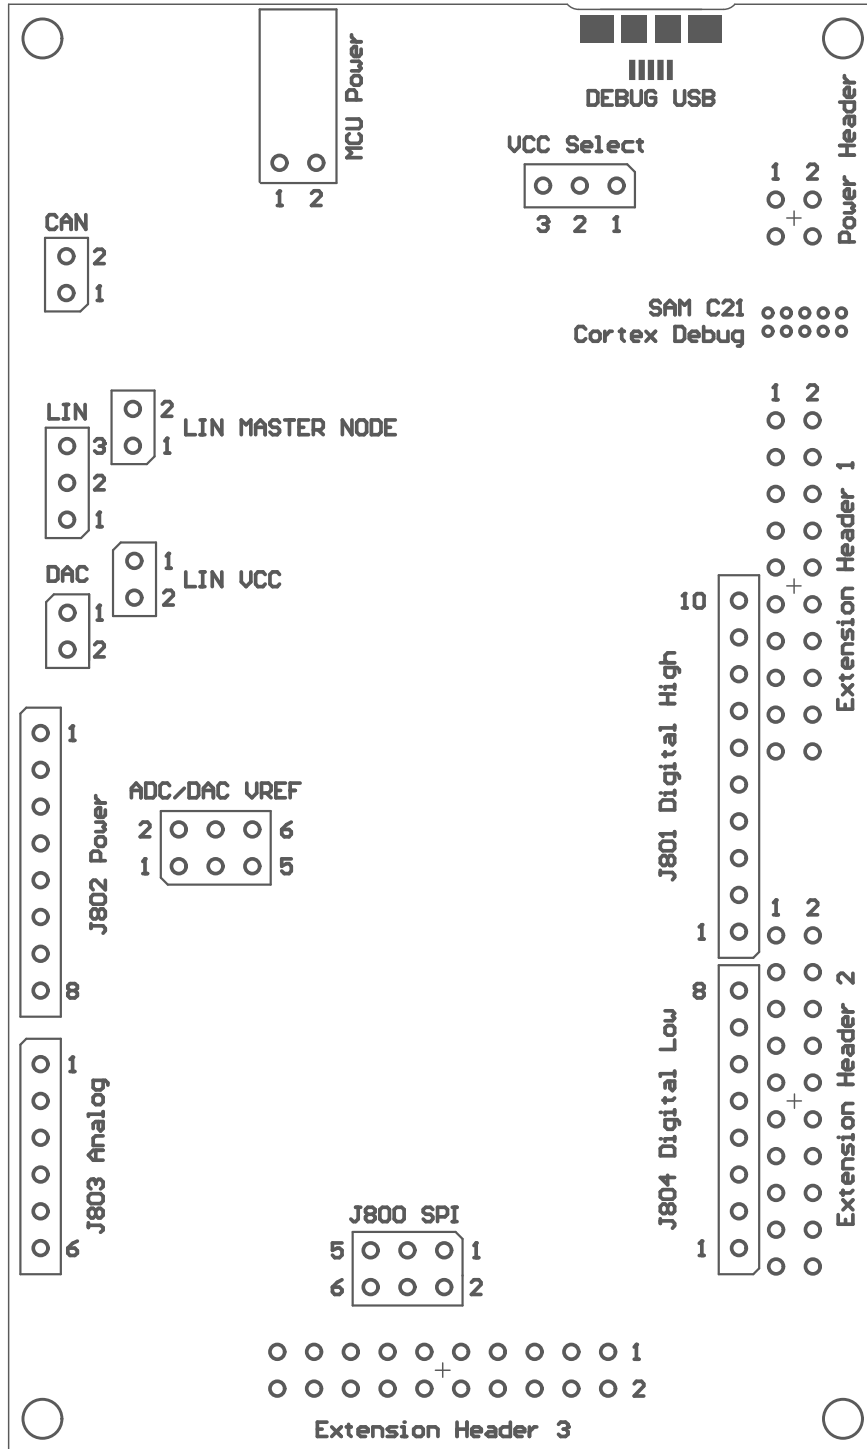 DEBUG USB
MCU Power
1 2
VCC Select
3 2 1
Power Header
1 2
CAN
2
1
SAM C21
Cortex Debug
LIN
3
2
1
2
1
LIN MASTER NODE
1 2
Extension Header 1
DAC
1
2
1
2
LIN VCC
10
J801 Digital High
1
1
J802 Power
8
ADC/DAC VREF
2 6
1 5
1 2
Extension Header 2
8
J804 Digital Low
1
1
J803 Analog
6
J800 SPI
5 1
6 2
1
2
Extension Header 3